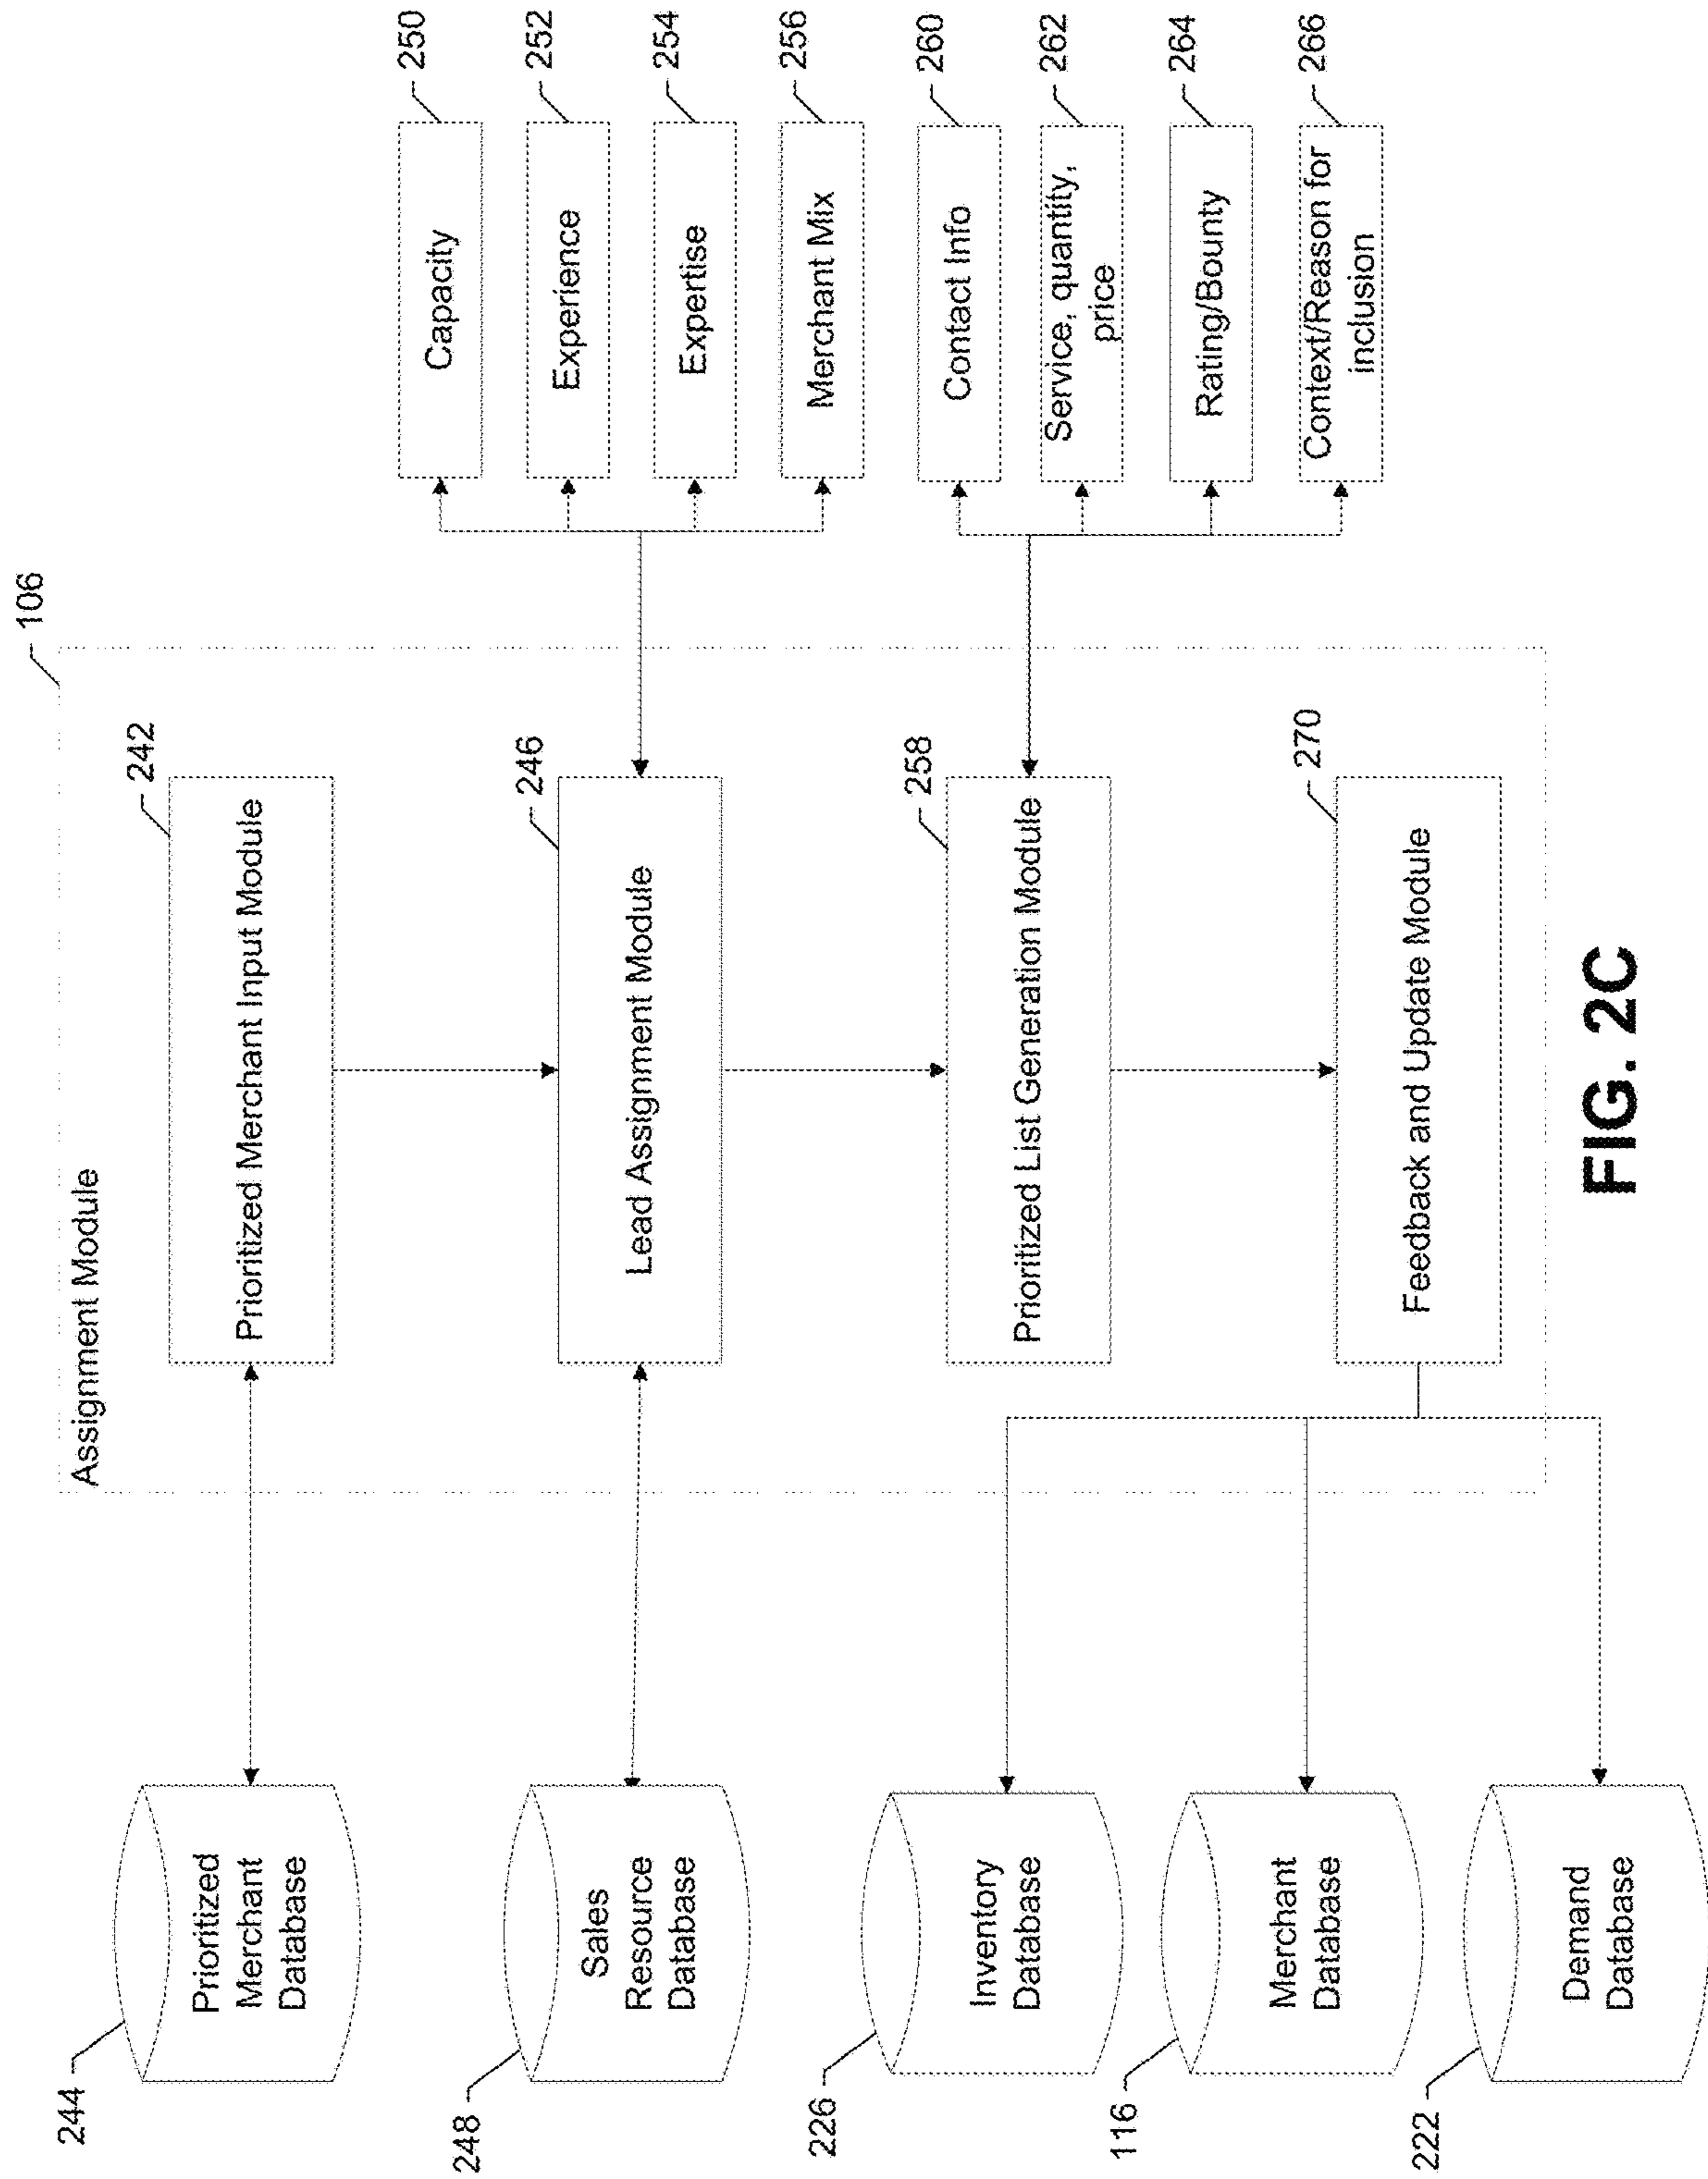 Assignment Module
106
244
Prioritized
Merchant
Database
242
Prioritized Merchant Input Module
248
Sales
Resource
Database
246
Lead Assignment Module
250
Capacity
252
Experience
254
Expertise
256
Merchant Mix
226
Inventory
Database
258
Prioritized List Generation Module
260
Contact Info
262
Service, quantity,
price
264
Rating/Bounty
266
Context/Reason for
inclusion
116
Merchant
Database
270
Feedback and Update Module
222
Demand
Database
FIG. 2C